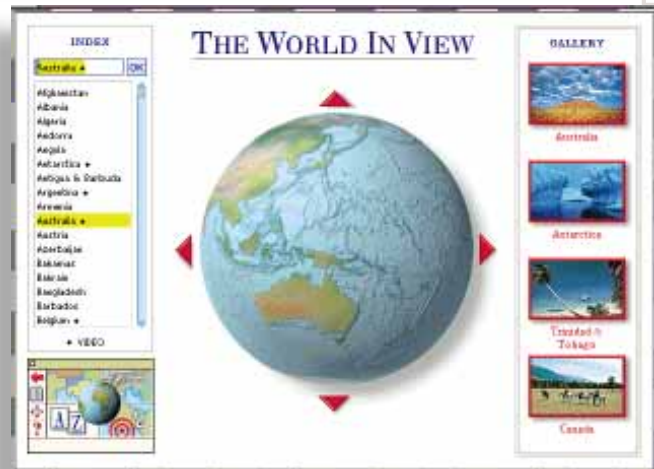 INDEX
Australia ♦
OK
Afghanistan
Albania
Algeria
Andorra
Angola
Antarctica ♦
Antigua & Barbuda
Argentina ♦
Armenia
Australia ♦
Austria
Azerbaijan
Bahamas
Bahrain
Bangladesh
Barbados
Belgium ♦
♦ VIDEO
A Z
THE WORLD IN VIEW
GALLERY
Australia
Antarctica
Trinidad &
Tobago
Canada